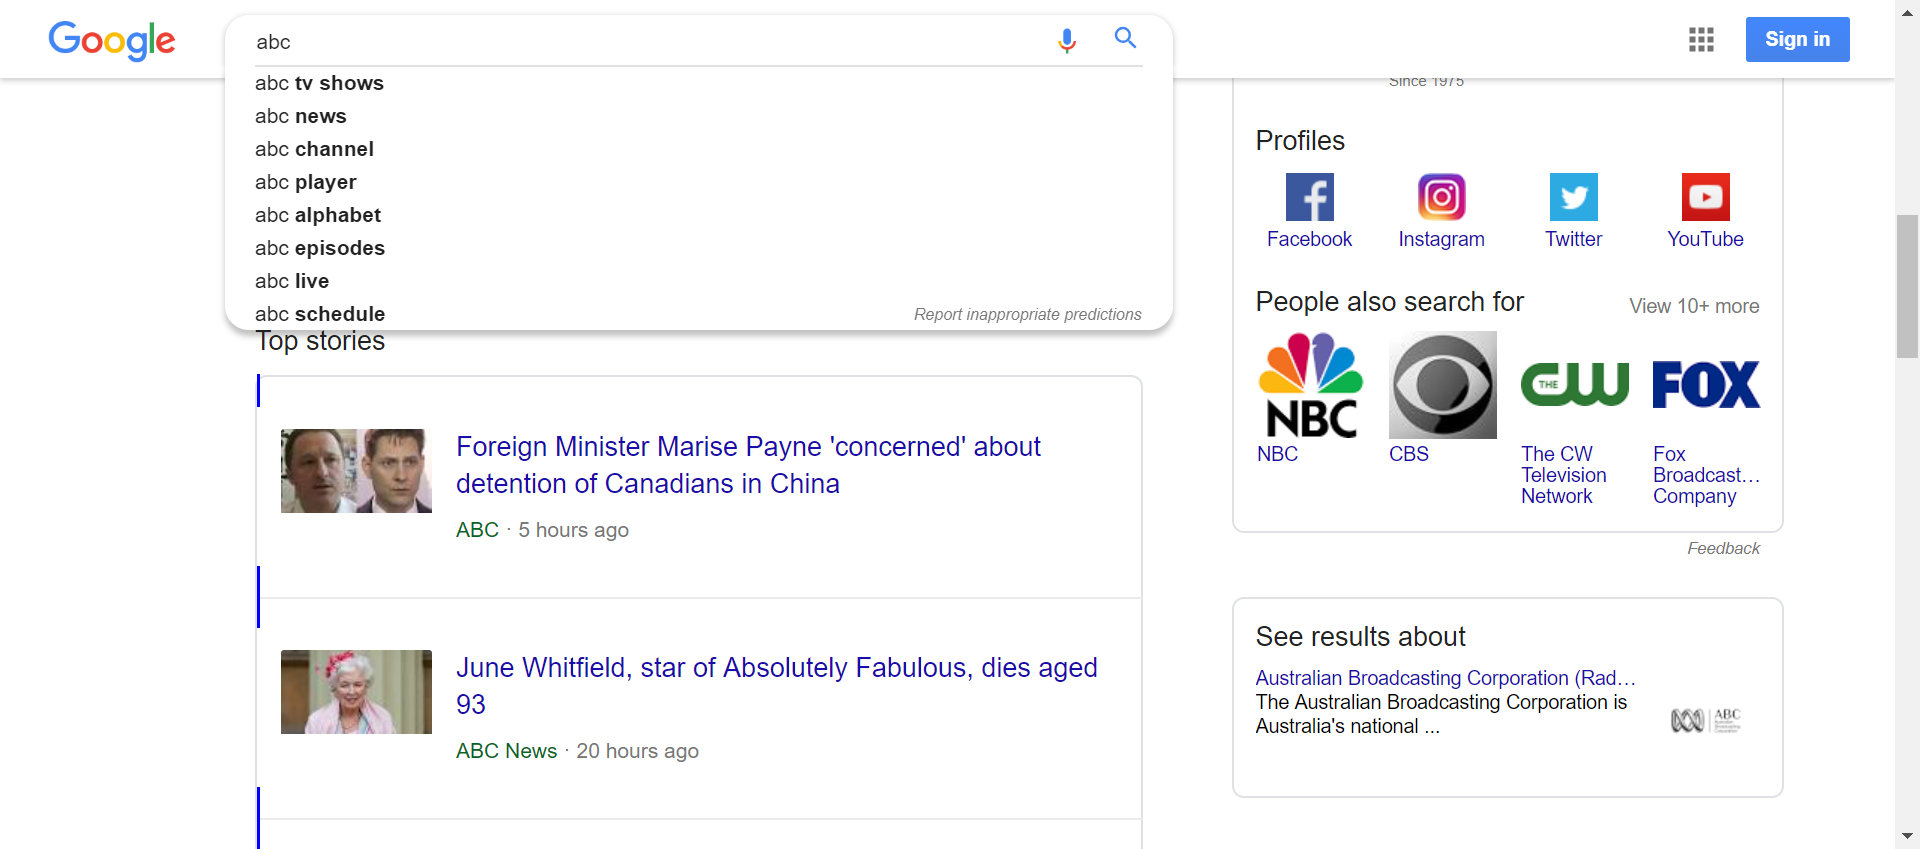 Google
abc
Sign in
abc tv shows
abc news
abc channel
abc player
abc alphabet
abc episodes
abc live
abc schedule
Report inappropriate predictions
Top stories
Foreign Minister Marise Payne 'concerned' about
detention of Canadians in China
ABC · 5 hours ago
June Whitfield, star of Absolutely Fabulous, dies aged
93
ABC News · 20 hours ago
Since 1975
Profiles
Facebook
Instagram
Twitter
YouTube
People also search for
View 10+ more
NBC
THE CW
FOX
NBC
CBS
The CW
Television
Network
Fox
Broadcast…
Company
Feedback
See results about
Australian Broadcasting Corporation (Rad…
The Australian Broadcasting Corporation is
Australia's national ...
ABC
Australian
Broadcasting
Corporation